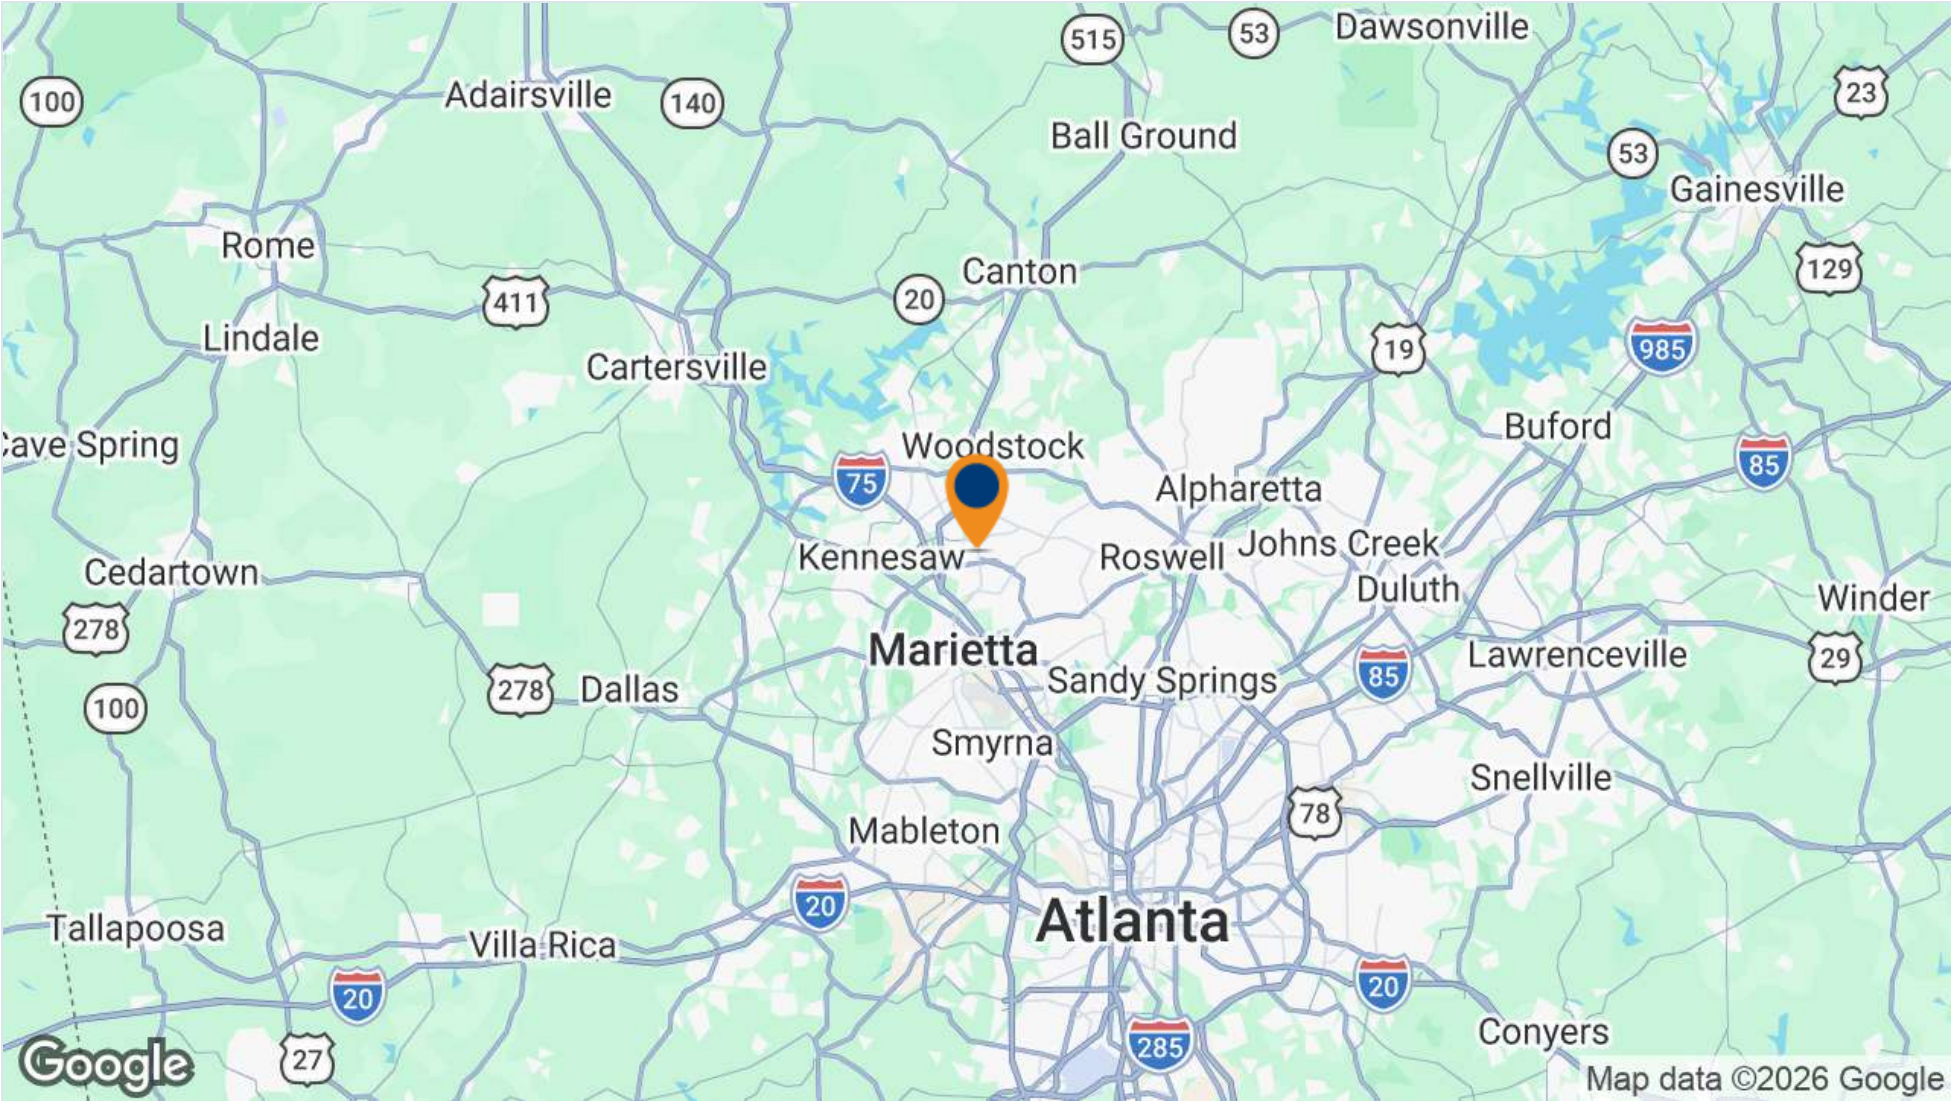 515
53
Dawsonville
100
Adairsville
140
23
Ball Ground
53
Gainesville
Rome
129
411
Canton
20
Lindale
19
985
Cartersville
Buford
Cave Spring
Woodstock
75
85
Alpharetta
Kennesaw
Roswell
Johns Creek
Cedartown
Duluth
Winder
278
Marietta
Lawrenceville
29
278
Dallas
Sandy Springs
85
100
Smyrna
Snellville
78
Mableton
20
Atlanta
Tallapoosa
Villa Rica
20
20
Conyers
285
27
Google
Map data ©2026 Google